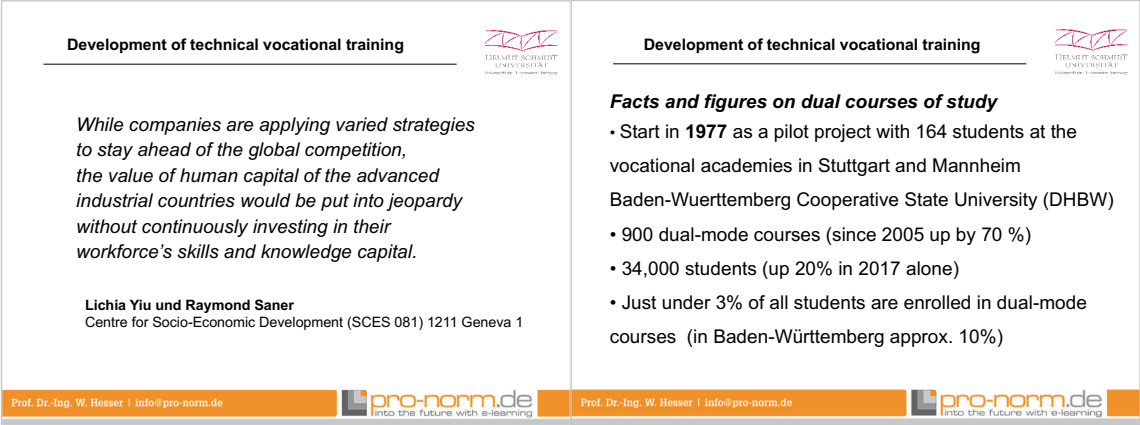 Development of technical vocational training
HELMUT SCHMIDT
UNIVERSITÄT
While companies are applying varied strategies
to stay ahead of the global competition,
the value of human capital of the advanced
industrial countries would be put into jeopardy
without continuously investing in their
workforce's skills and knowledge capital.
Lichia Yiu und Raymond Saner
Centre for Socio-Economic Development (SCES 081) 1211 Geneva 1
Prof. Dr.-Ing. W. Hesser | info@pro-norm.de
pro-norm.de
into the future with e-learning
Development of technical vocational training
HELMUT SCHMIDT
UNIVERSITÄT
Facts and figures on dual courses of study
• Start in 1977 as a pilot project with 164 students at the
vocational academies in Stuttgart and Mannheim
Baden-Wuerttemberg Cooperative State University (DHBW)
• 900 dual-mode courses (since 2005 up by 70 %)
• 34,000 students (up 20% in 2017 alone)
• Just under 3% of all students are enrolled in dual-mode
courses (in Baden-Württemberg approx. 10%)
Prof. Dr.-Ing. W. Hesser | info@pro-norm.de
pro-norm.de
into the future with e-learning